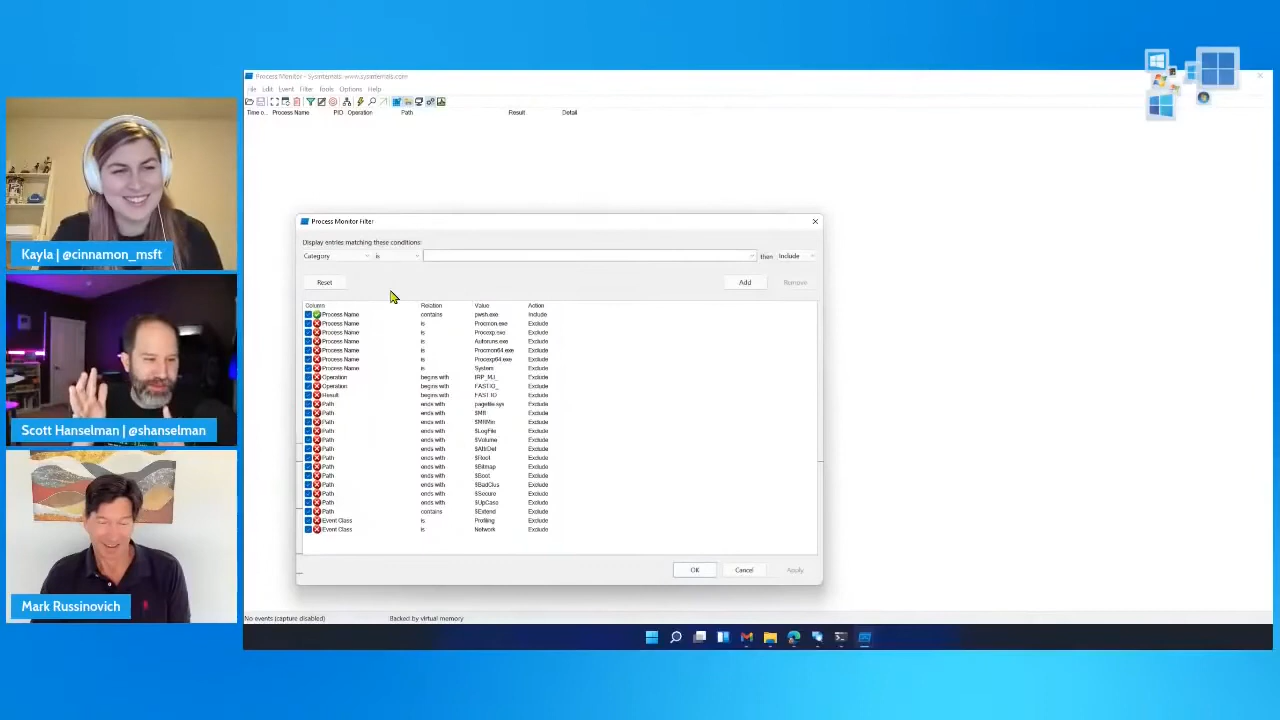 Process Monitor - Sysinternals: www.sysinternals.com
File Edit Event Filter Tools Options Help
Time o... Process Name PID Operation Path Result Detail
Kayla | @cinnamon_msft
Scott Hanselman | @shanselman
Mark Russinovich
Process Monitor Filter
Display entries matching these conditions:
Category is then Include
Reset Add Remove
Column Relation Value Action
Process Name contains pwsh.exe Include
Process Name is Procmon.exe Exclude
Process Name is Procexp.exe Exclude
Process Name is Autoruns.exe Exclude
Process Name is Procmon64.exe Exclude
Process Name is Procexp64.exe Exclude
Process Name is System Exclude
Operation begins with IRP_MJ_ Exclude
Operation begins with FASTIO_ Exclude
Result begins with FAST IO Exclude
Path ends with pagefile.sys Exclude
Path ends with $Mft Exclude
Path ends with $MftMirr Exclude
Path ends with $LogFile Exclude
Path ends with $Volume Exclude
Path ends with $AttrDef Exclude
Path ends with $Root Exclude
Path ends with $Bitmap Exclude
Path ends with $Boot Exclude
Path ends with $BadClus Exclude
Path ends with $Secure Exclude
Path ends with $UpCase Exclude
Path contains $Extend Exclude
Event Class is Profiling Exclude
Event Class is Network Exclude
OK Cancel Apply
No events (capture disabled) Backed by virtual memory